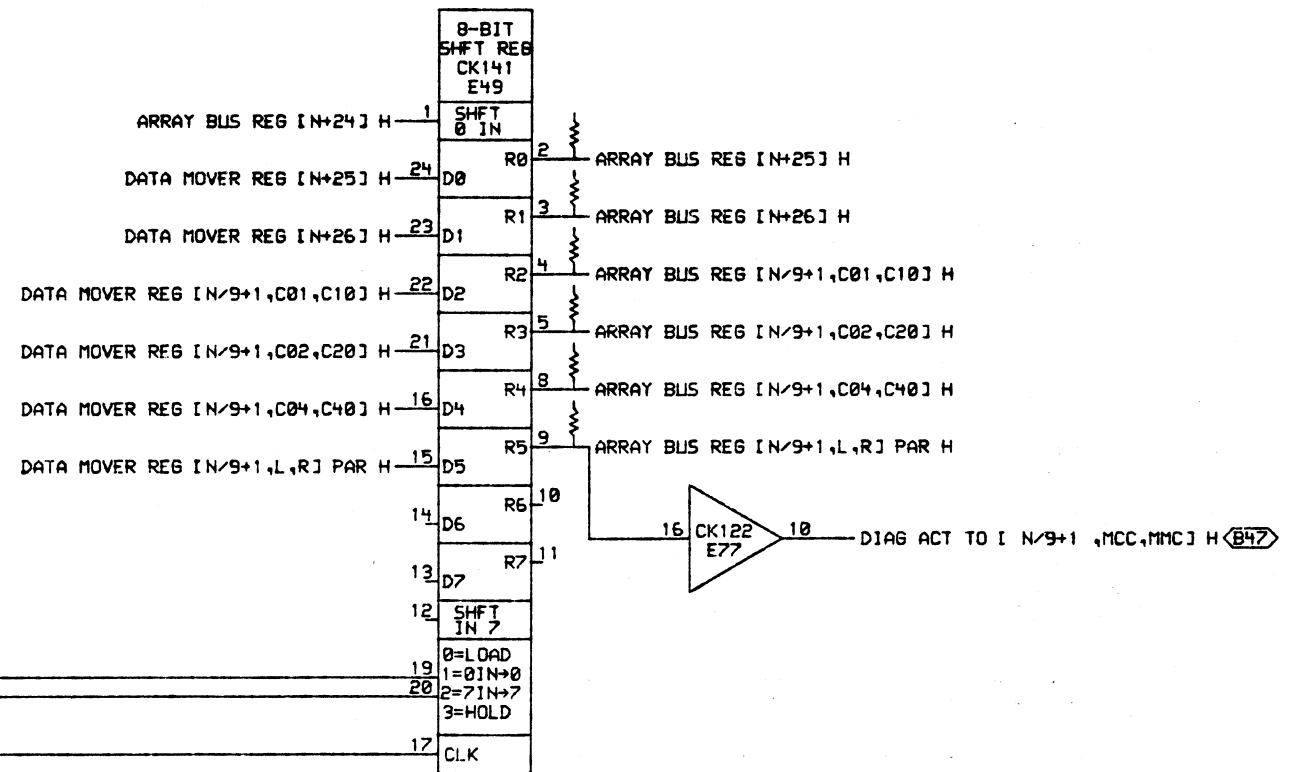 8-BIT
SHFT REG
CK141
E49
ARRAY BUS REG [N+24] H 1 SHFT
0 IN
R0 2 ARRAY BUS REG [N+25] H
DATA MOVER REG [N+25] H 24 D0
R1 3 ARRAY BUS REG [N+26] H
DATA MOVER REG [N+26] H 23 D1
R2 4 ARRAY BUS REG [N/9+1,C01,C10] H
DATA MOVER REG [N/9+1,C01,C10] H 22 D2
R3 5 ARRAY BUS REG [N/9+1,C02,C20] H
DATA MOVER REG [N/9+1,C02,C20] H 21 D3
R4 8 ARRAY BUS REG [N/9+1,C04,C40] H
DATA MOVER REG [N/9+1,C04,C40] H 16 D4
R5 9 ARRAY BUS REG [N/9+1,L,R] PAR H
DATA MOVER REG [N/9+1,L,R] PAR H 15 D5
R6 10
14 D6
16 CK122 10 DIAG ACT TO [ N/9+1 ,MCC,MMC] H B47
E77
R7 11
13 D7
12 SHFT
IN 7
0=LOAD
19 1=0IN→0
20 2=7IN→7
3=HOLD
17 CLK